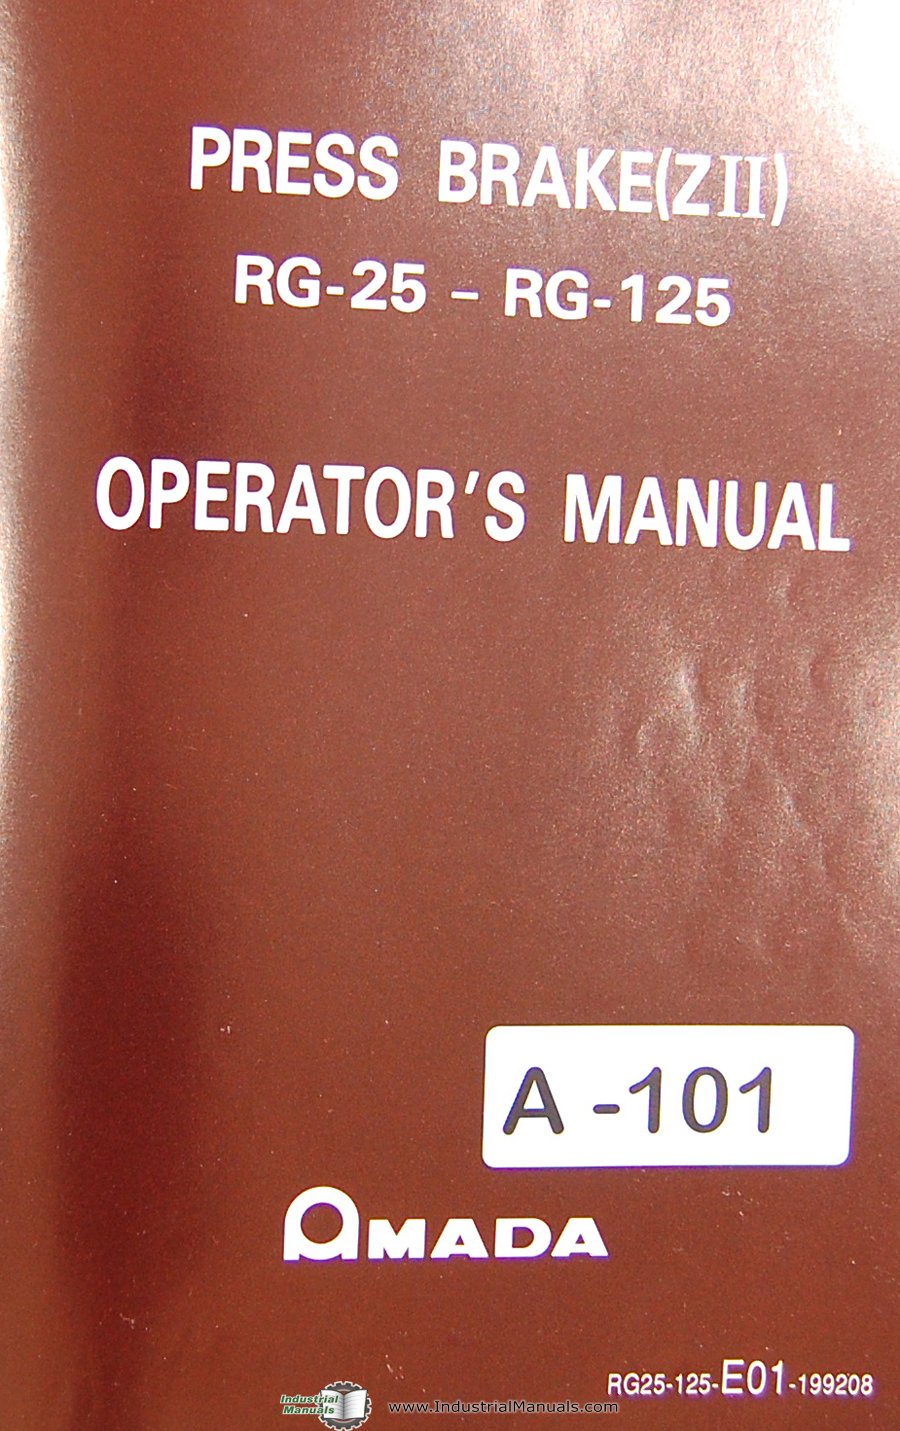 PRESS BRAKE(ZII)
RG-25 - RG-125
OPERATOR'S MANUAL
A -101
AMADA
RG25-125-E01-199208
Industrial
Manuals
www.IndustrialManuals.com